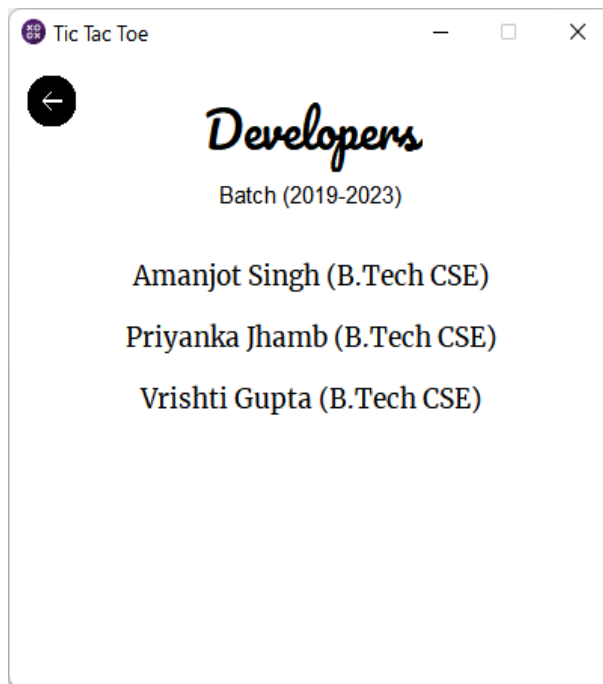 Tic Tac Toe
Developers
Batch (2019-2023)
Amanjot Singh (B.Tech CSE)
Priyanka Jhamb (B.Tech CSE)
Vrishti Gupta (B.Tech CSE)